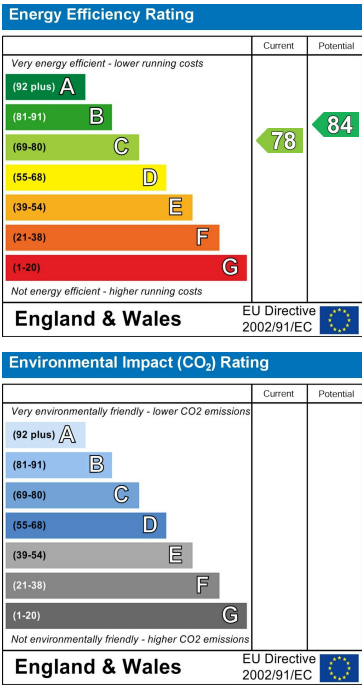 Energy Efficiency Rating
Current Potential
Very energy efficient - lower running costs
(92 plus) A
(81-91) B
(69-80) C
(55-68) D
(39-54) E
(21-38) F
(1-20) G
78
84
Not energy efficient - higher running costs
England & Wales
EU Directive
2002/91/EC
Environmental Impact (CO₂) Rating
Current Potential
Very environmentally friendly - lower CO2 emissions
(92 plus) A
(81-91) B
(69-80) C
(55-68) D
(39-54) E
(21-38) F
(1-20) G
Not environmentally friendly - higher CO2 emissions
England & Wales
EU Directive
2002/91/EC